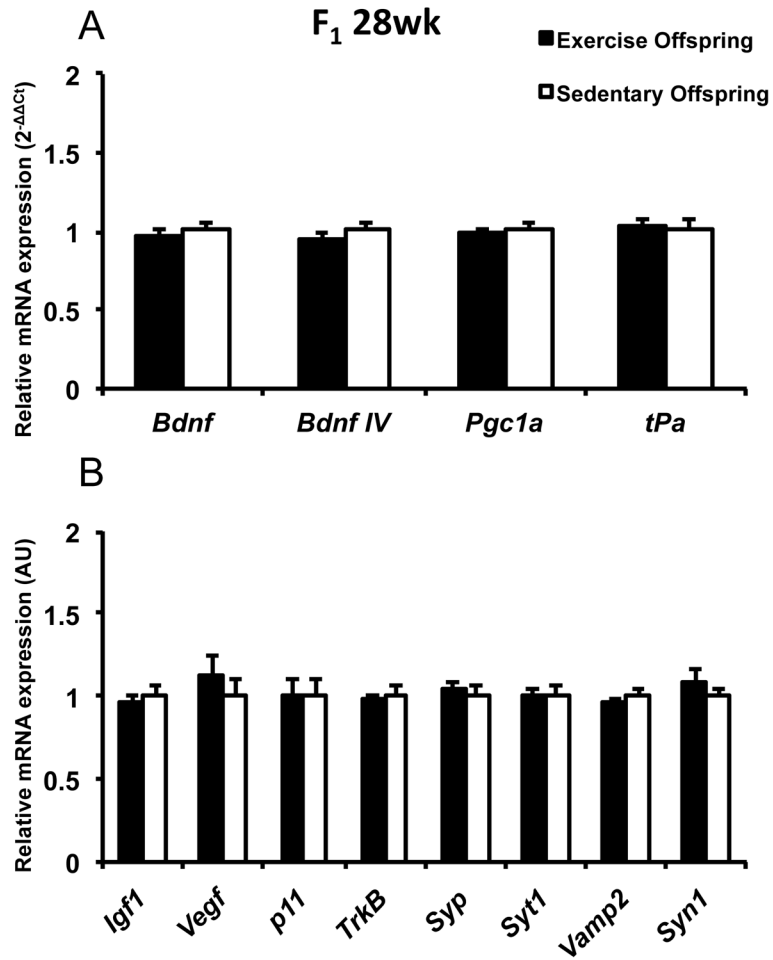 A
F1 28wk
Exercise Offspring
Sedentary Offspring
Relative mRNA expression (2-ΔΔCt)
2
1.5
1
0.5
0
Bdnf
Bdnf IV
Pgc1a
tPa
B
Relative mRNA expression (AU)
2
1.5
1
0.5
0
Igf1
Vegf
p11
TrkB
Syp
Syt1
Vamp2
Syn1